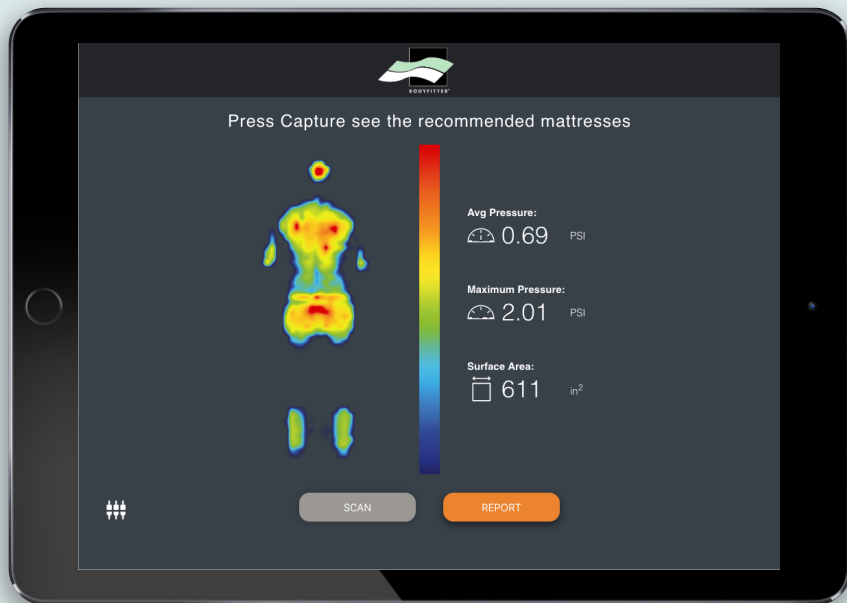 BODYFITTER™
Press Capture see the recommended mattresses
Avg Pressure:
0.69 PSI
Maximum Pressure:
2.01 PSI
Surface Area:
611 in²
SCAN
REPORT